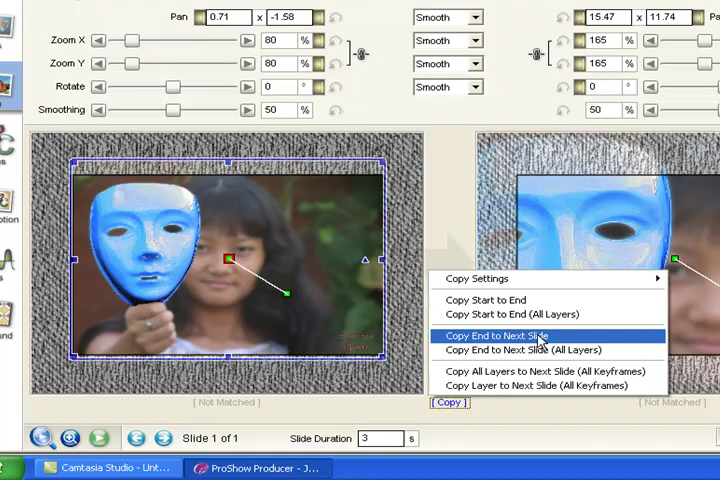 Pan 0.71 x -1.58 Smooth 15.47 x 11.74 Pa
Zoom X 80 % Smooth 165 %
Zoom Y 80 % Smooth 165 %
Rotate 0 ° Smooth 0 °
Smoothing 50 % 50 %
Copy Settings
Copy Start to End
Copy Start to End (All Layers)
Copy End to Next Slide
Copy End to Next Slide (All Layers)
Copy All Layers to Next Slide (All Keyframes)
Copy Layer to Next Slide (All Keyframes)
[ Not Matched ] [ Copy ] [ Not Matched ]
Slide 1 of 1 Slide Duration 3 s
Camtasia Studio - Unt... ProShow Producer - J...